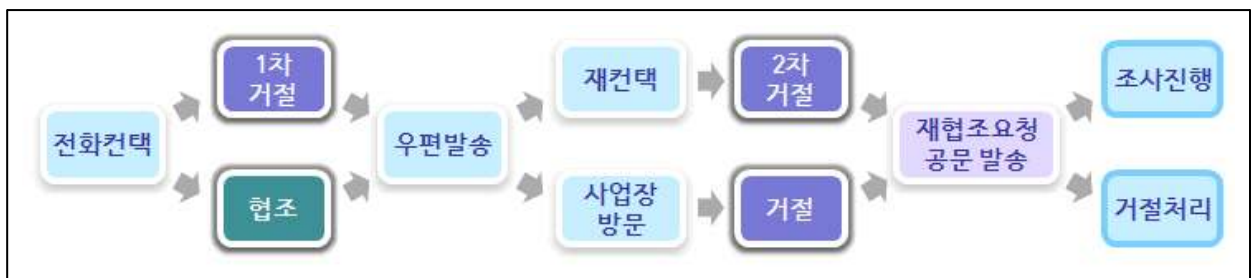 전화컨택
1차
거절
협조
우편발송
재컨택
사업장
방문
2차
거절
거절
재협조요청
공문 발송
조사진행
거절처리